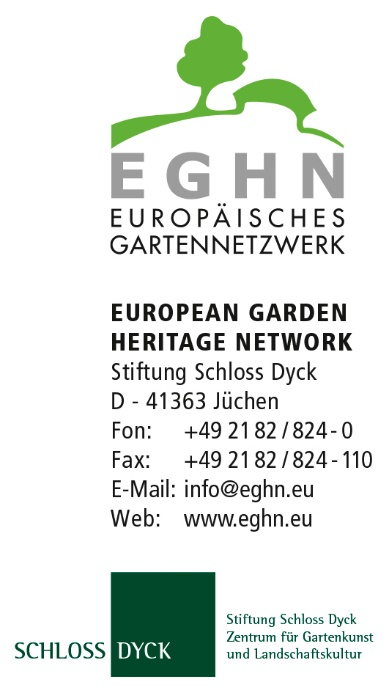 EGHN
EUROPÄISCHES
GARTENNETZWERK
EUROPEAN GARDEN
HERITAGE NETWORK
Stiftung Schloss Dyck
D - 41363 Jüchen
Fon: +49 21 82 / 824 - 0
Fax: +49 21 82 / 824 - 110
E-Mail: info@eghn.eu
Web: www.eghn.eu
SCHLOSS DYCK
Stiftung Schloss Dyck
Zentrum für Gartenkunst
und Landschaftskultur